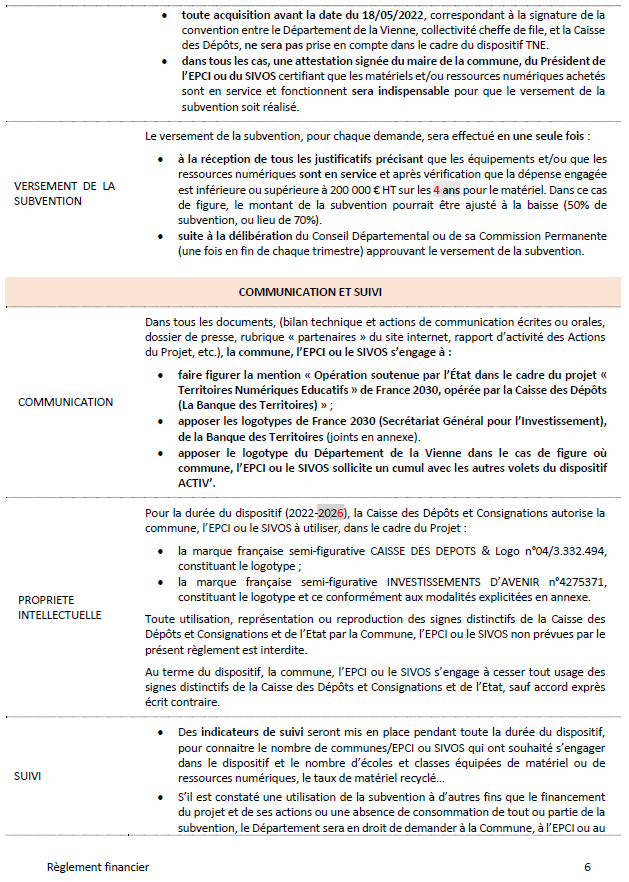 • toute acquisition avant la date du 18/05/2022, correspondant à la signature de la
convention entre le Département de la Vienne, collectivité cheffe de file, et la Caisse
des Dépôts, ne sera pas prise en compte dans le cadre du dispositif TNE.
• dans tous les cas, une attestation signée du maire de la commune, du Président de
l'EPCI ou du SIVOS certifiant que les matériels et/ou ressources numériques achetés
sont en service et fonctionnent sera indispensable pour que le versement de la
subvention soit réalisé.
VERSEMENT DE LA
SUBVENTION
Le versement de la subvention, pour chaque demande, sera effectué en une seule fois :
• à la réception de tous les justificatifs précisant que les équipements et/ou que les
ressources numériques sont en service et après vérification que la dépense engagée
est inférieure ou supérieure à 200 000 € HT sur les 4 ans pour le matériel. Dans ce cas
de figure, le montant de la subvention pourrait être ajusté à la baisse (50% de
subvention, ou lieu de 70%).
• suite à la délibération du Conseil Départemental ou de sa Commission Permanente
(une fois en fin de chaque trimestre) approuvant le versement de la subvention.
COMMUNICATION ET SUIVI
COMMUNICATION
Dans tous les documents, (bilan technique et actions de communication écrites ou orales,
dossier de presse, rubrique « partenaires » du site internet, rapport d'activité des Actions
du Projet, etc.), la commune, l'EPCI ou le SIVOS s'engage à :
• faire figurer la mention « Opération soutenue par l'État dans le cadre du projet «
Territoires Numériques Educatifs » de France 2030, opérée par la Caisse des Dépôts
(La Banque des Territoires) » ;
• apposer les logotypes de France 2030 (Secrétariat Général pour l'Investissement),
de la Banque des Territoires (joints en annexe).
• apposer le logotype du Département de la Vienne dans le cas de figure où
commune, l'EPCI ou le SIVOS sollicite un cumul avec les autres volets du dispositif
ACTIV'.
PROPRIETE
INTELLECTUELLE
Pour la durée du dispositif (2022-2026), la Caisse des Dépôts et Consignations autorise la
commune, l'EPCI ou le SIVOS à utiliser, dans le cadre du Projet :
• la marque française semi-figurative CAISSE DES DEPOTS & Logo n°04/3.332.494,
constituant le logotype ;
• la marque française semi-figurative INVESTISSEMENTS D'AVENIR n°4275371,
constituant le logotype et ce conformément aux modalités explicitées en annexe.
Toute utilisation, représentation ou reproduction des signes distinctifs de la Caisse des
Dépôts et Consignations et de l'Etat par la Commune, l'EPCI ou le SIVOS non prévues par le
présent règlement est interdite.
Au terme du dispositif, la commune, l'EPCI ou le SIVOS s'engage à cesser tout usage des
signes distinctifs de la Caisse des Dépôts et Consignations et de l'Etat, sauf accord exprès
écrit contraire.
SUIVI
• Des indicateurs de suivi seront mis en place pendant toute la durée du dispositif,
pour connaitre le nombre de communes/EPCI ou SIVOS qui ont souhaité s'engager
dans le dispositif et le nombre d'écoles et classes équipées de matériel ou de
ressources numériques, le taux de matériel recyclé...
• S'il est constaté une utilisation de la subvention à d'autres fins que le financement
du projet et de ses actions ou une absence de consommation de tout ou partie de la
subvention, le Département sera en droit de demander à la Commune, à l'EPCI ou au
Règlement financier
6